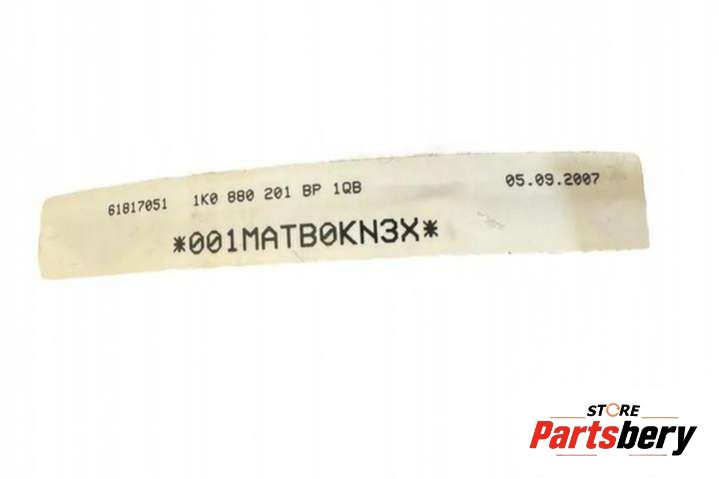 61817051 1K0 880 201 BP 1QB 05.09.2007
*001MATB0KN3X*
STORE
Partsbery